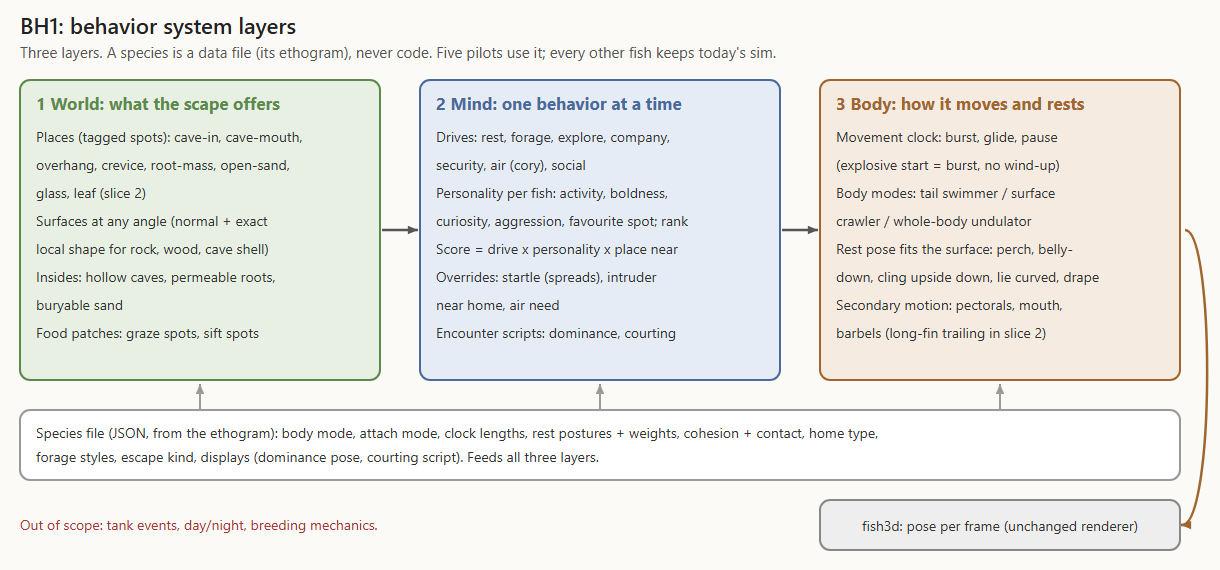 BH1: behavior system layers
Three layers. A species is a data file (its ethogram), never code. Five pilots use it; every other fish keeps today's sim.
1 World: what the scape offers
Places (tagged spots): cave-in, cave-mouth,
overhang, crevice, root-mass, open-sand,
glass, leaf (slice 2)
Surfaces at any angle (normal + exact
local shape for rock, wood, cave shell)
Insides: hollow caves, permeable roots,
buryable sand
Food patches: graze spots, sift spots
2 Mind: one behavior at a time
Drives: rest, forage, explore, company,
security, air (cory), social
Personality per fish: activity, boldness,
curiosity, aggression, favourite spot; rank
Score = drive x personality x place near
Overrides: startle (spreads), intruder
near home, air need
Encounter scripts: dominance, courting
3 Body: how it moves and rests
Movement clock: burst, glide, pause
(explosive start = burst, no wind-up)
Body modes: tail swimmer / surface
crawler / whole-body undulator
Rest pose fits the surface: perch, belly-
down, cling upside down, lie curved, drape
Secondary motion: pectorals, mouth,
barbels (long-fin trailing in slice 2)
Species file (JSON, from the ethogram): body mode, attach mode, clock lengths, rest postures + weights, cohesion + contact, home type,
forage styles, escape kind, displays (dominance pose, courting script). Feeds all three layers.
Out of scope: tank events, day/night, breeding mechanics.
fish3d: pose per frame (unchanged renderer)